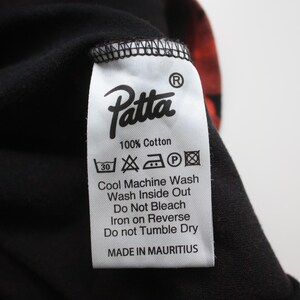 Patta®
100% Cotton
30 P
Cool Machine Wash
Wash Inside Out
Do Not Bleach
Iron on Reverse
Do not Tumble Dry
MADE IN MAURITIUS